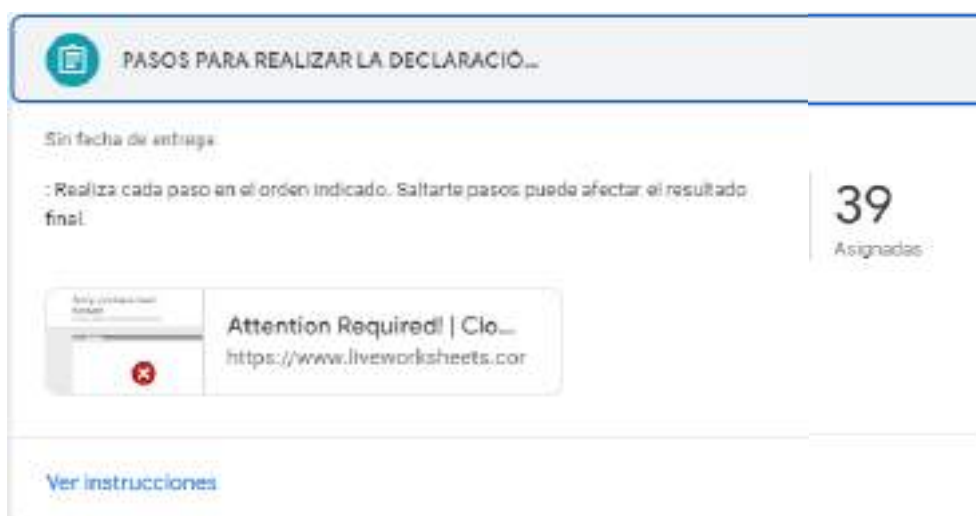 PASOS PARA REALIZAR LA DECLARACIÓ...
Sin fecha de entrega
: Realiza cada paso en el orden indicado. Saltarte pasos puede afectar el resultado
final.
39
Asignadas
Attention Required! | Clo...
https://www.liveworksheets.cor
Ver instrucciones